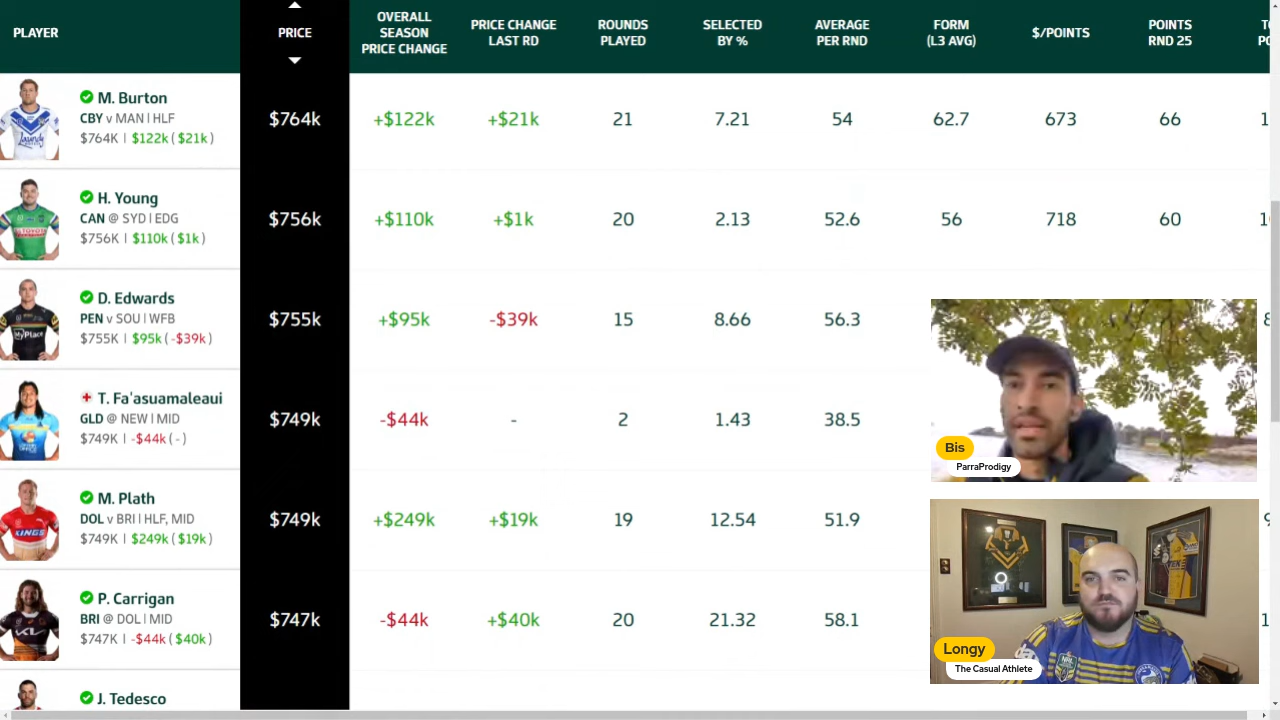 PLAYER
PRICE
OVERALL
SEASON
PRICE CHANGE
PRICE CHANGE
LAST RD
ROUNDS
PLAYED
SELECTED
BY %
AVERAGE
PER RND
FORM
(L3 AVG)
$/POINTS
POINTS
RND 25
M. Burton
CBY v MAN | HLF
$764K | $122k ( $21k )
$764k +$122k +$21k 21 7.21 54 62.7 673 66
H. Young
CAN @ SYD | EDG
$756K | $110k ( $1k )
$756k +$110k +$1k 20 2.13 52.6 56 718 60
D. Edwards
PEN v SOU | WFB
$755K | $95k ( -$39k )
$755k +$95k -$39k 15 8.66 56.3
MyPlace
T. Fa'asuamaleaui
GLD @ NEW | MID
$749K | -$44k ( - )
$749k -$44k - 2 1.43 38.5
M. Plath
DOL v BRI | HLF, MID
$749K | $249k ( $19k )
$749k +$249k +$19k 19 12.54 51.9
KINGS
P. Carrigan
BRI @ DOL | MID
$747K | -$44k ( $40k )
$747k -$44k +$40k 20 21.32 58.1
J. Tedesco
Bis
ParraProdigy
Longy
The Casual Athlete